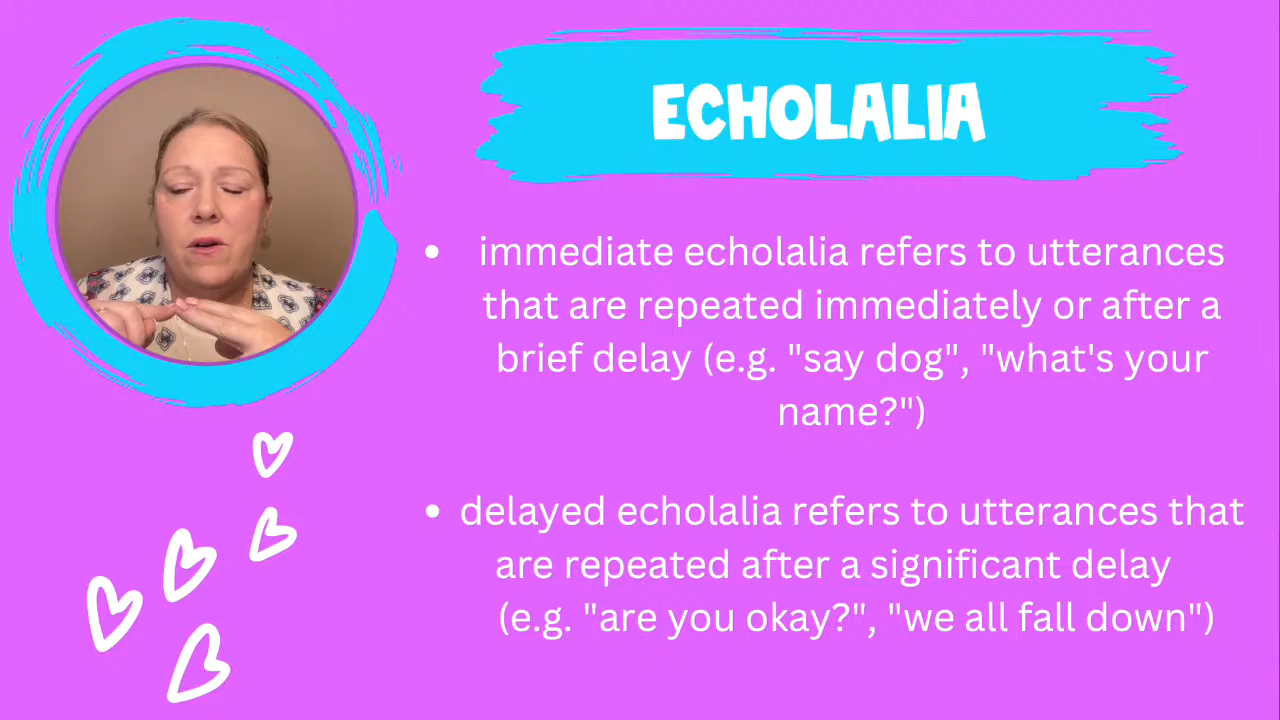 ECHOLALIA
• immediate echolalia refers to utterances
that are repeated immediately or after a
brief delay (e.g. "say dog", "what's your
name?")
• delayed echolalia refers to utterances that
are repeated after a significant delay
(e.g. "are you okay?", "we all fall down")